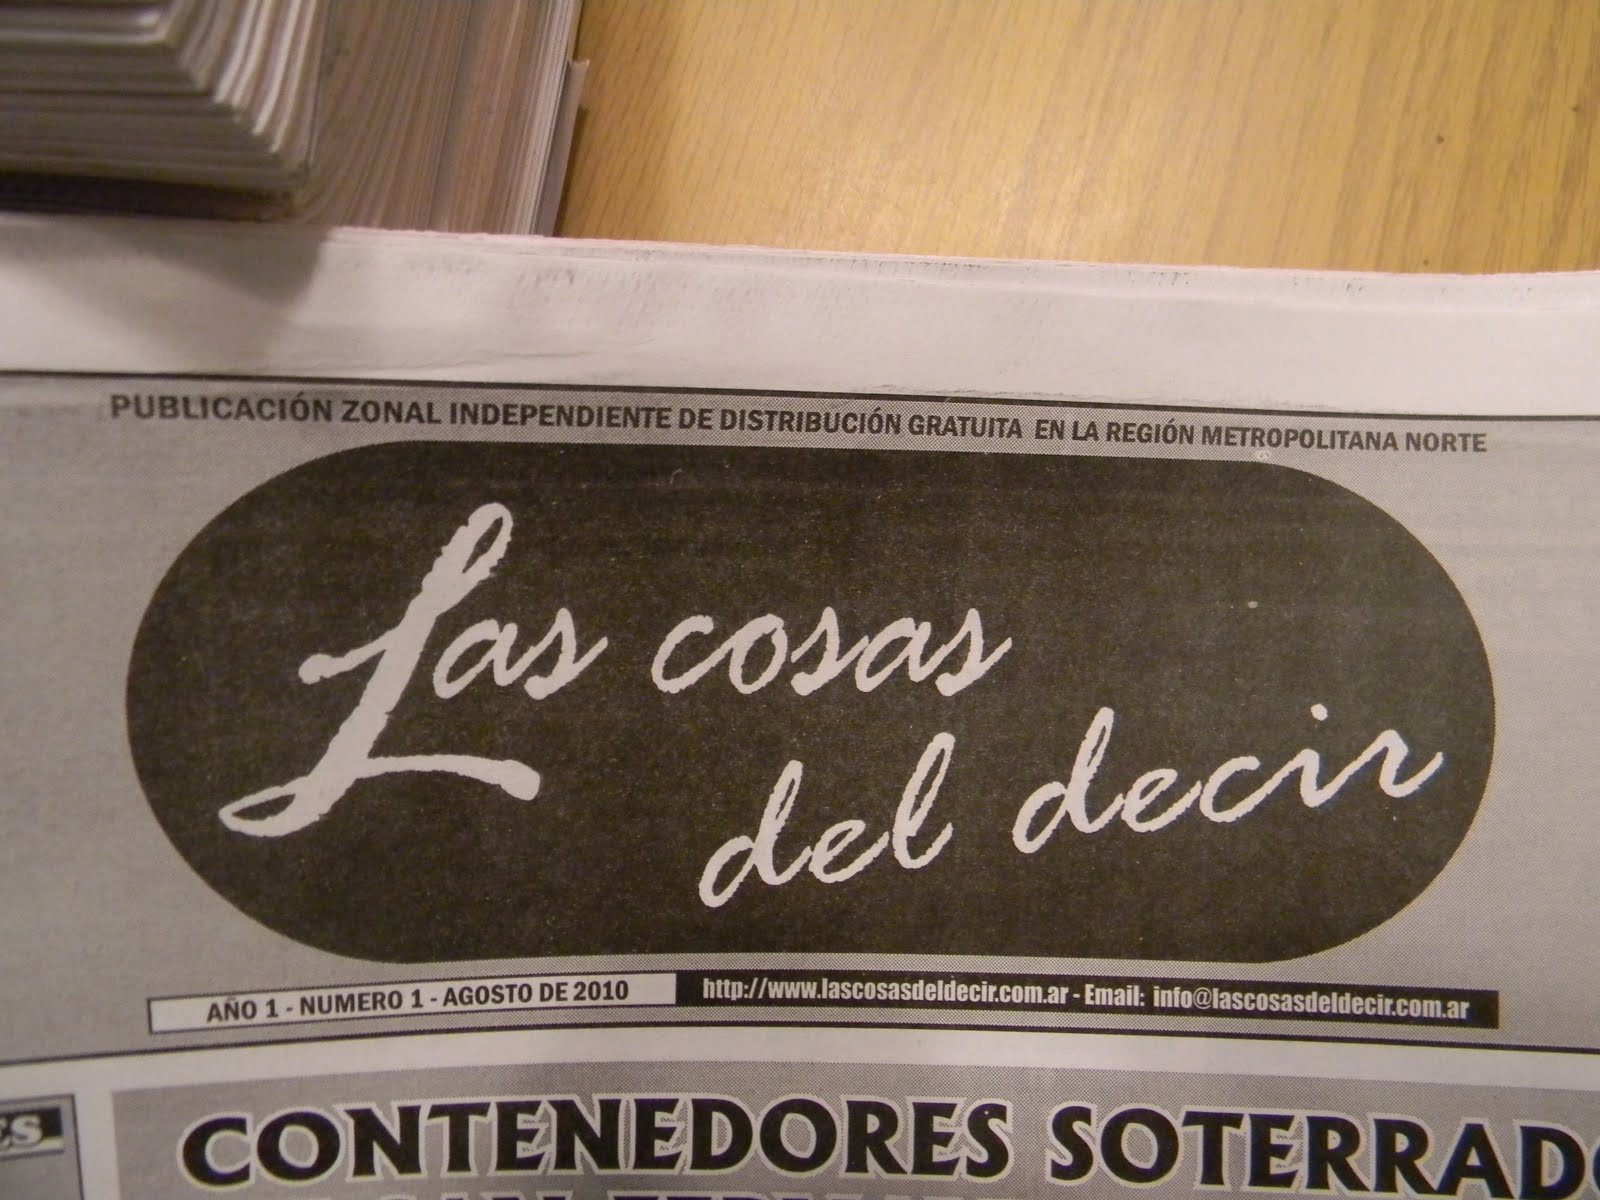 PUBLICACIÓN ZONAL INDEPENDIENTE DE DISTRIBUCIÓN GRATUITA EN LA REGIÓN METROPOLITANA NORTE
Las cosas
del decir
AÑO 1 - NUMERO 1 - AGOSTO DE 2010
http://www.lascosasdeldecir.com.ar - Email: info@lascosasdeldecir.com.ar
CONTENEDORES